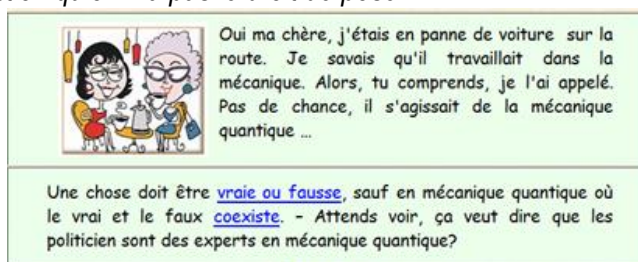 Oui ma chère, j'étais en panne de voiture sur la
route. Je savais qu'il travaillait dans la
mécanique. Alors, tu comprends, je l'ai appelé.
Pas de chance, il s'agissait de la mécanique
quantique ...
Une chose doit être vraie ou fausse, sauf en mécanique quantique où
le vrai et le faux coexiste. - Attends voir, ça veut dire que les
politicien sont des experts en mécanique quantique?